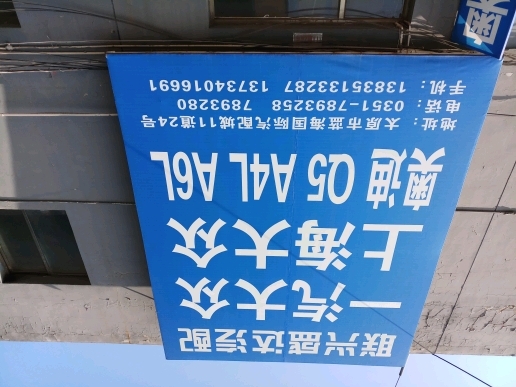 联兴盛达汽配
一汽大众
上海大众
奥迪 Q5 A4L A6L
地址：太原市蓝海国际汽配城11道24号
电话：0351-7893258 7893280
手机：13835133287 13734016691
奥